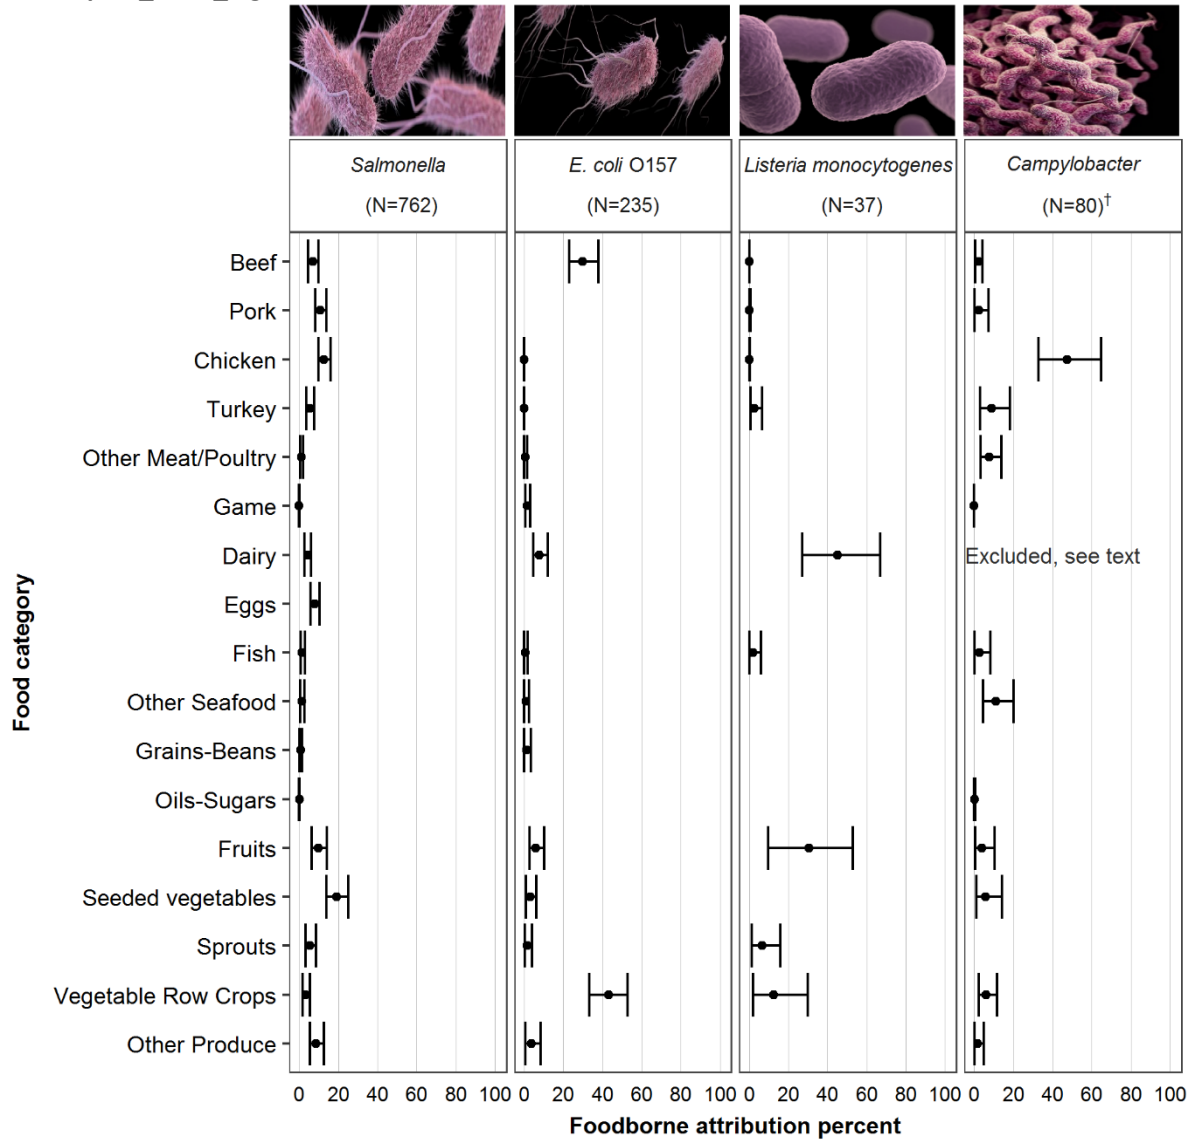 Salmonella
(N=762)
E. coli O157
(N=235)
Listeria monocytogenes
(N=37)
Campylobacter
(N=80)†
Food category
Beef
Pork
Chicken
Turkey
Other Meat/Poultry
Game
Dairy
Excluded, see text
Eggs
Fish
Other Seafood
Grains-Beans
Oils-Sugars
Fruits
Seeded vegetables
Sprouts
Vegetable Row Crops
Other Produce
0 20 40 60 80 100
0 20 40 60 80 100
0 20 40 60 80 100
0 20 40 60 80 100
Foodborne attribution percent